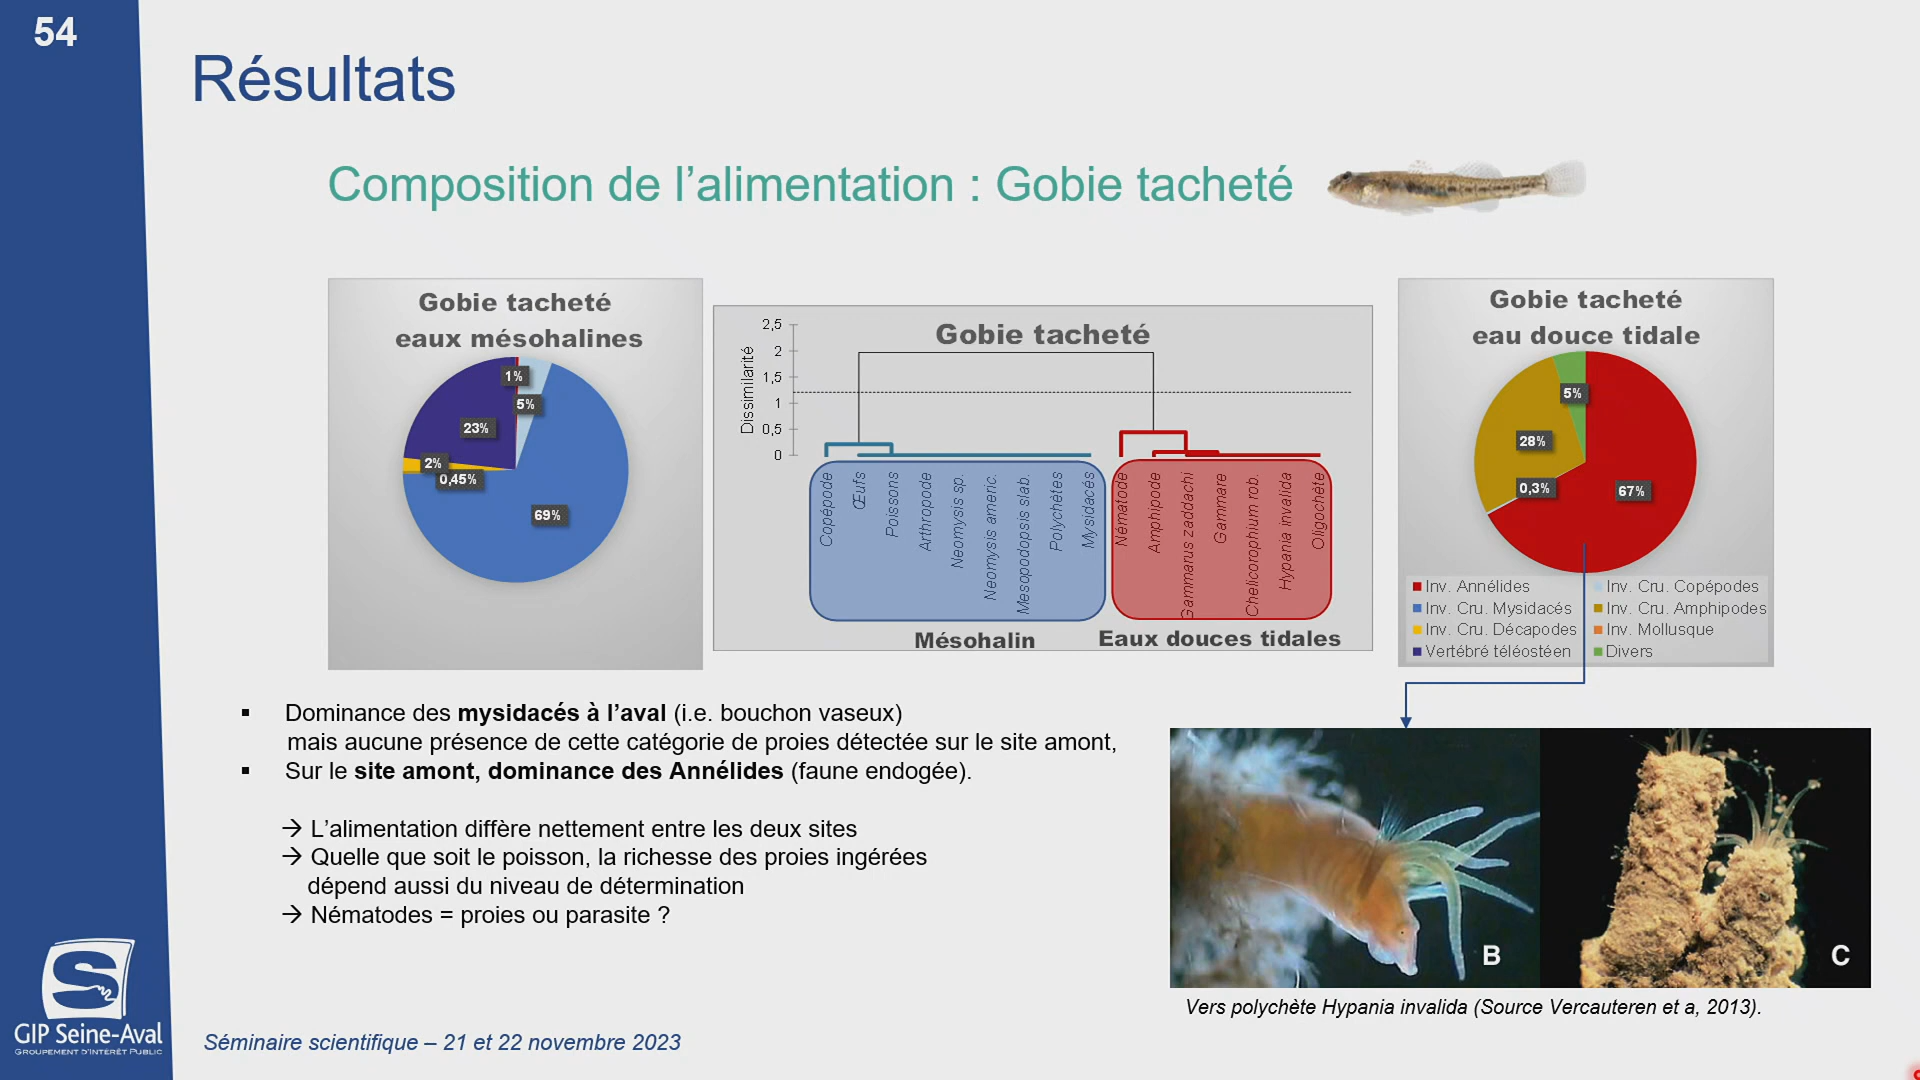 54
Résultats
Composition de l’alimentation : Gobie tacheté
Gobie tacheté
eaux mésohalines
1%
5%
23%
2%
0,45%
69%
Gobie tacheté
Dissimilarité
2,5
2
1,5
1
0,5
0
Copépode
Œufs
Poissons
Arthropode
Neomysis sp.
Neomysis americ.
Mesopodopsis slab.
Polychètes
Mysidacés
Nématode
Amphipode
Gammarus zaddachi
Gammare
Chelicorophium rob.
Hypania invalida
Oligochète
Mésohalin
Eaux douces tidales
Gobie tacheté
eau douce tidale
5%
28%
0,3%
67%
Inv. Annélides
Inv. Cru. Copépodes
Inv. Cru. Mysidacés
Inv. Cru. Amphipodes
Inv. Cru. Décapodes
Inv. Mollusque
Vertébré téléostéen
Divers
▪ Dominance des mysidacés à l’aval (i.e. bouchon vaseux)
mais aucune présence de cette catégorie de proies détectée sur le site amont,
▪ Sur le site amont, dominance des Annélides (faune endogée).
→ L’alimentation diffère nettement entre les deux sites
→ Quelle que soit le poisson, la richesse des proies ingérées
dépend aussi du niveau de détermination
→ Nématodes = proies ou parasite ?
B
C
Vers polychète Hypania invalida (Source Vercauteren et a, 2013).
S
GIP Seine-Aval
GROUPEMENT D'INTÉRÊT PUBLIC
Séminaire scientifique – 21 et 22 novembre 2023